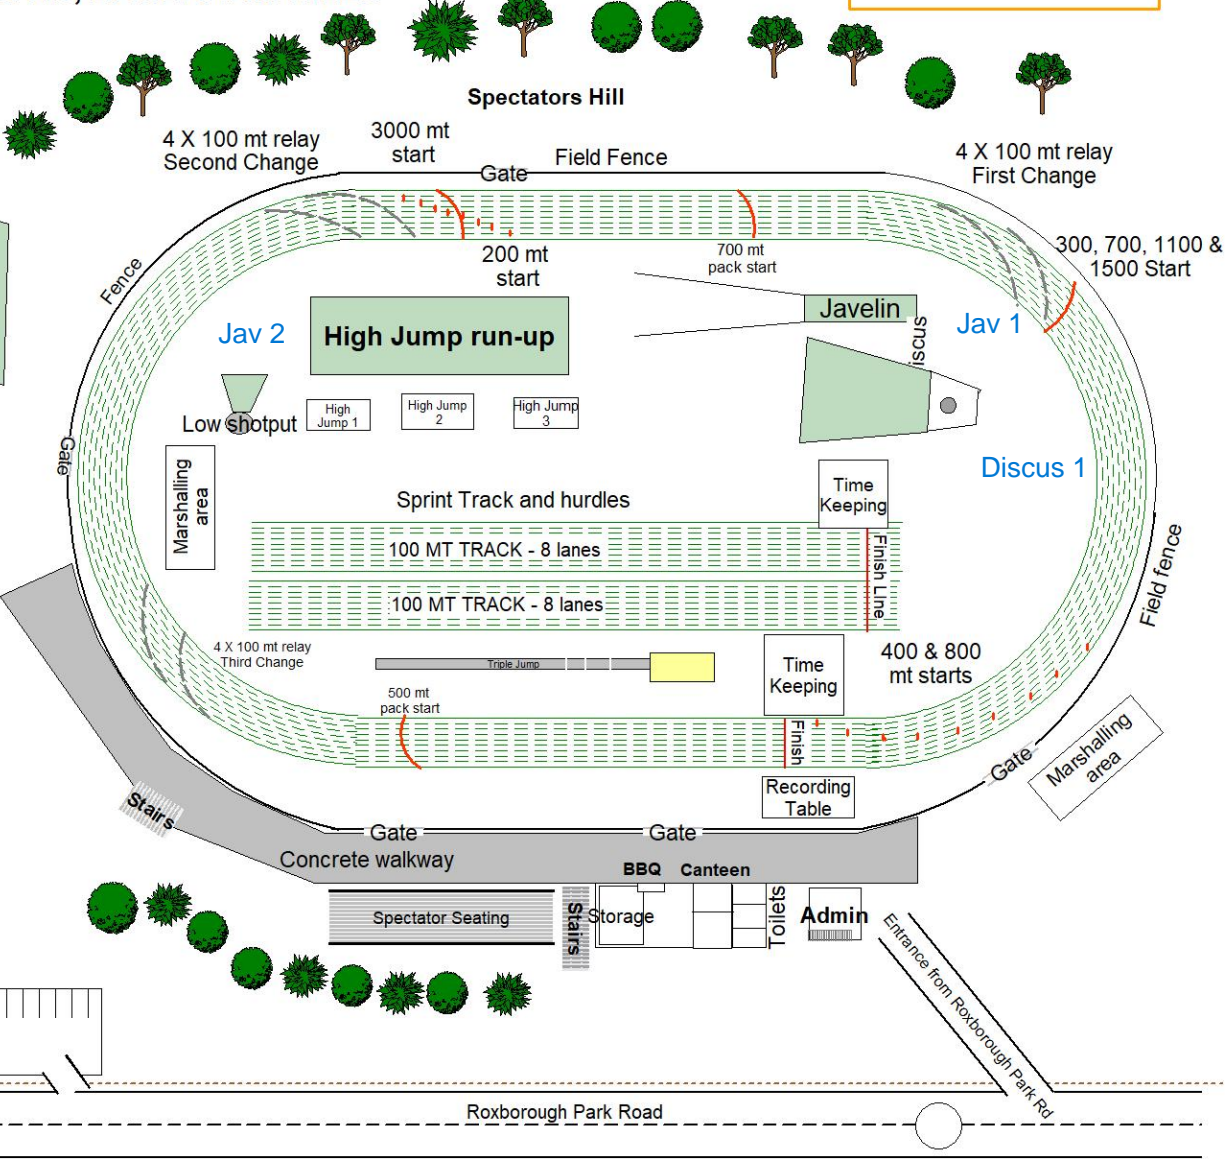 Spectators Hill
4 X 100 mt relay
Second Change
3000 mt
start
Gate
Field Fence
4 X 100 mt relay
First Change
200 mt
start
700 mt
pack start
300, 700, 1100 &
1500 Start
Fence
Jav 2
High Jump run-up
Javelin
iscus
Jav 1
Low shotput
High
Jump 1
High Jump
2
High Jump
3
Gate
Marshalling
area
Discus 1
Time
Keeping
Sprint Track and hurdles
100 MT TRACK - 8 lanes
100 MT TRACK - 8 lanes
Finish LIne
Field fence
4 X 100 mt relay
Third Change
Triple Jump
Time
Keeping
400 & 800
mt starts
500 mt
pack start
Finish
Gate
Marshalling
area
Recording
Table
Stairs
Gate
Gate
Concrete walkway
BBQ
Canteen
Spectator Seating
Stairs
Storage
Toilets
Admin
Entrance from Roxborough Park Rd
Roxborough Park Road